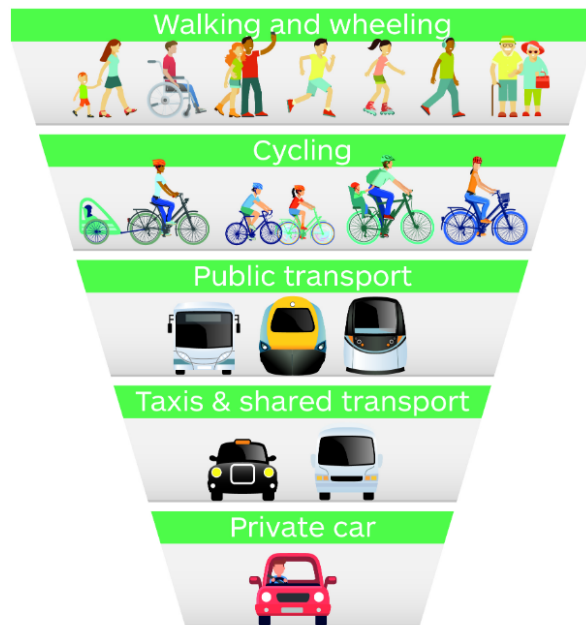 Walking and wheeling
Cycling
Public transport
Taxis & shared transport
Private car